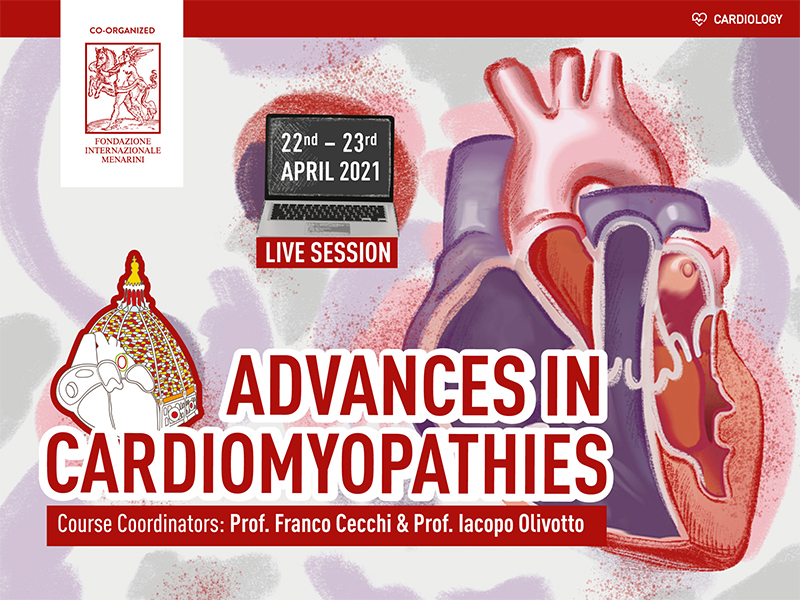 CARDIOLOGY
CO-ORGANIZED
FONDAZIONE
INTERNAZIONALE
MENARINI
22nd – 23rd
APRIL 2021
LIVE SESSION
ADVANCES IN
CARDIOMYOPATHIES
Course Coordinators: Prof. Franco Cecchi & Prof. Iacopo Olivotto